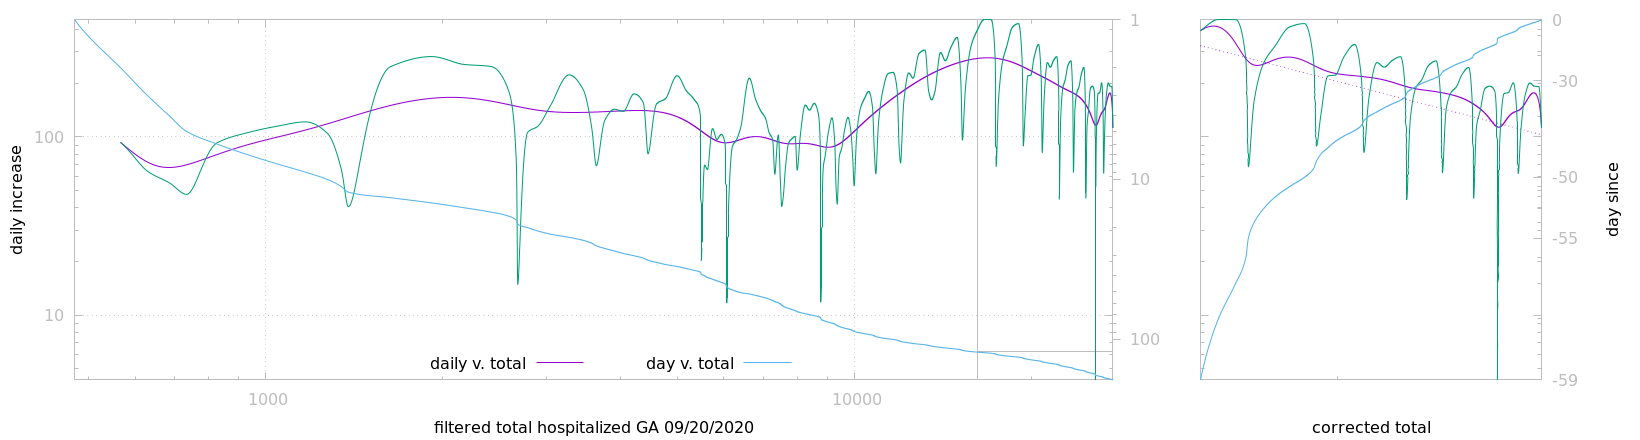 daily increase
100
10
1000
10000
daily v. total
day v. total
filtered total hospitalized GA 09/20/2020
1
10
100
0
-30
-50
-55
-59
day since
corrected total